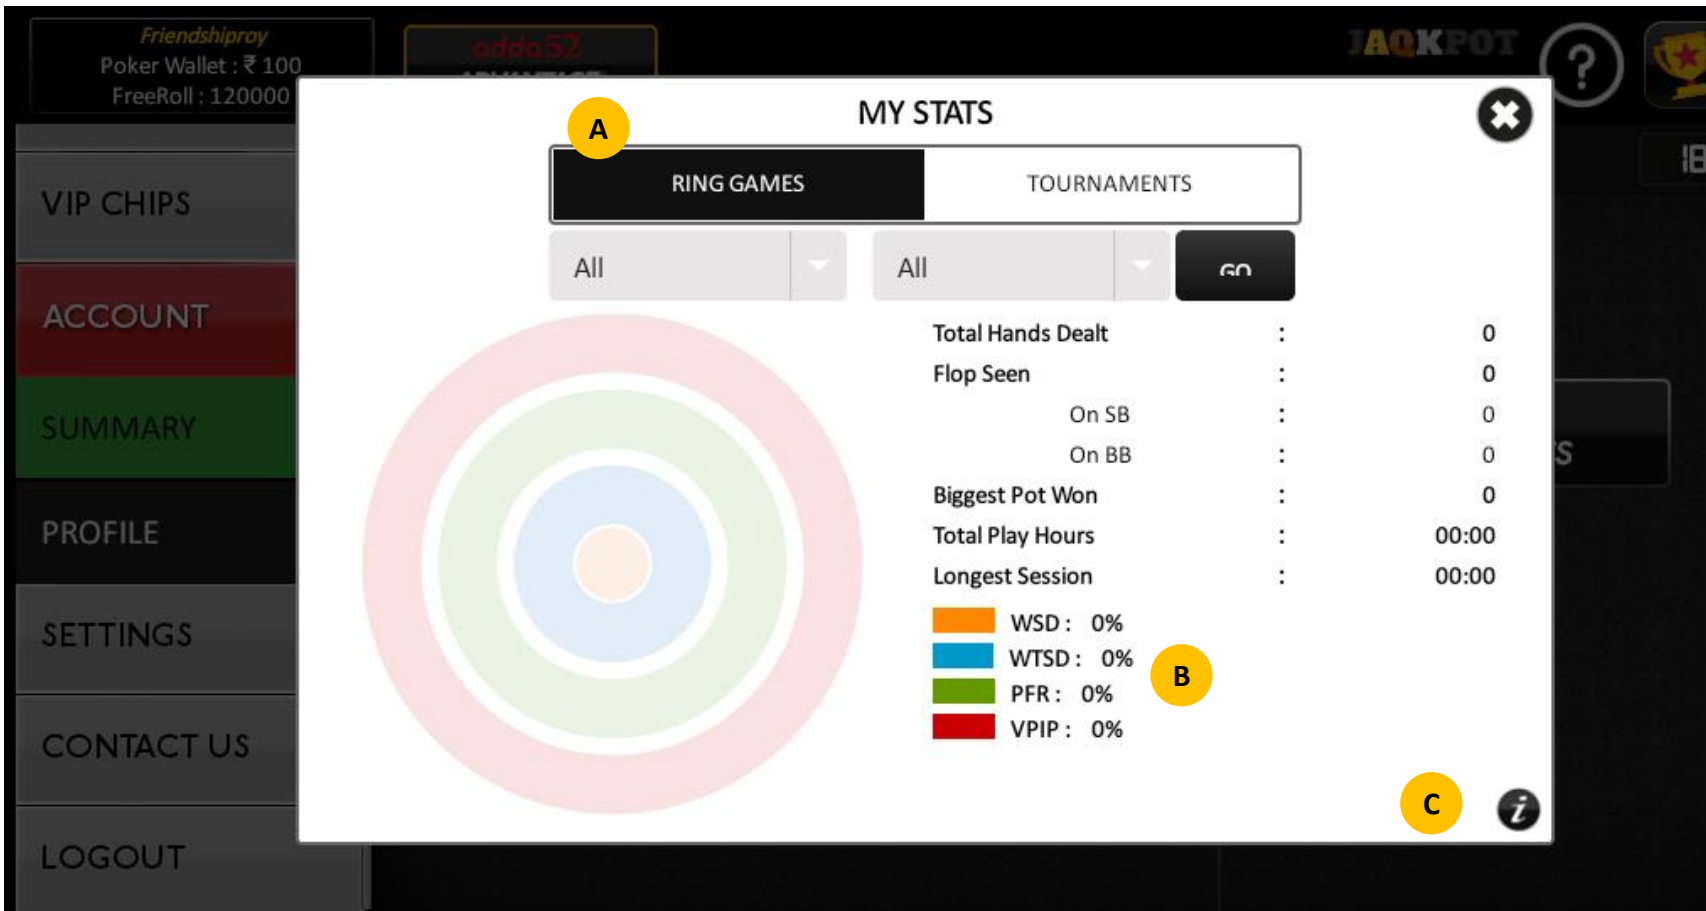 Friendshiproy
Poker Wallet : ₹ 100
FreeRoll : 120000
adda52
JAQKPOT
?
A
MY STATS
RING GAMES
TOURNAMENTS
All
All
GO
VIP CHIPS
ACCOUNT
SUMMARY
PROFILE
SETTINGS
CONTACT US
LOGOUT
Total Hands Dealt : 0
Flop Seen : 0
On SB : 0
On BB : 0
Biggest Pot Won : 0
Total Play Hours : 00:00
Longest Session : 00:00
WSD : 0%
WTSD : 0%
PFR : 0%
VPIP : 0%
B
C
i
S